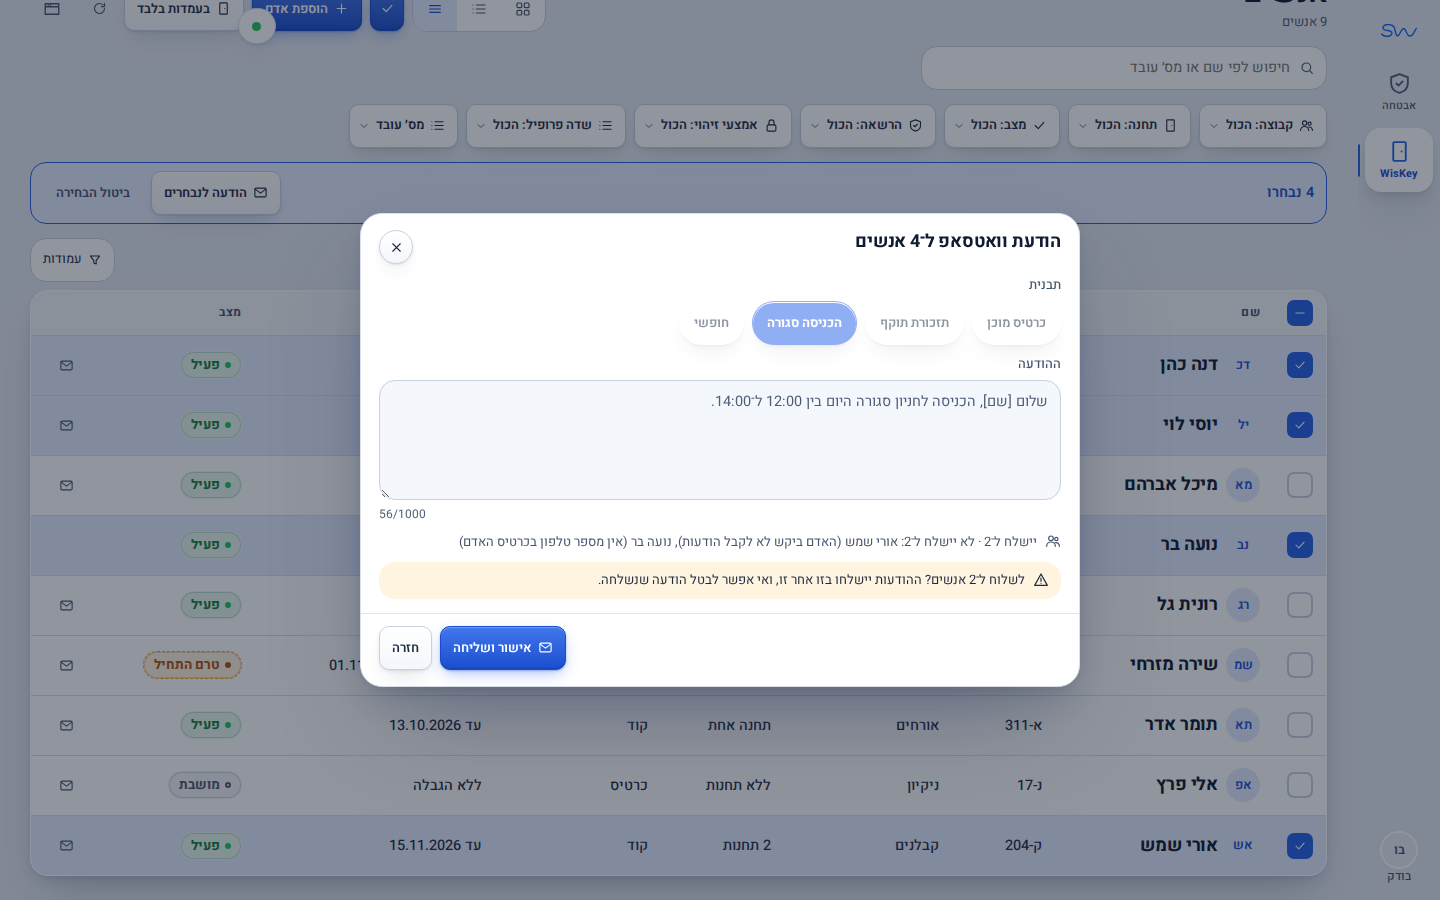 SW
אבטחה
WisKey
בו
בודק
9 אנשים
הוספת אדם
בעמדות בלבד
חיפוש לפי שם או מס' עובד
קבוצה: הכול
תחנה: הכול
מצב: הכול
הרשאה: הכול
אמצעי זיהוי: הכול
שדה פרופיל: הכול
מס' עובד
4 נבחרו
הודעה לנבחרים
ביטול הבחירה
עמודות
שם
מצב
דכ דנה כהן פעיל
יל יוסי לוי פעיל
מא מיכל אברהם פעיל
נב נועה בר פעיל
רג רונית גל פעיל
שמ שירה מזרחי טרם התחיל
תא תומר אדר א-311 אורחים תחנה אחת קוד עד 13.10.2026 פעיל
אפ אלי פרץ נ-17 ניקיון ללא תחנות כרטיס ללא הגבלה מושבת
אש אורי שמש ק-204 קבלנים 2 תחנות קוד עד 15.11.2026 פעיל
הודעת וואטסאפ ל־4 אנשים
תבנית
כרטיס מוכן
תזכורת תוקף
הכניסה סגורה
חופשי
ההודעה
שלום [שם], הכניסה לחניון סגורה היום בין 12:00 ל־14:00.
56/1000
יישלח ל־2 · לא יישלח ל־2: אורי שמש (האדם ביקש לא לקבל הודעות), נועה בר (אין מספר טלפון בכרטיס האדם)
לשלוח ל־2 אנשים? ההודעות יישלחו בזו אחר זו, ואי אפשר לבטל הודעה שנשלחה.
אישור ושליחה
חזרה